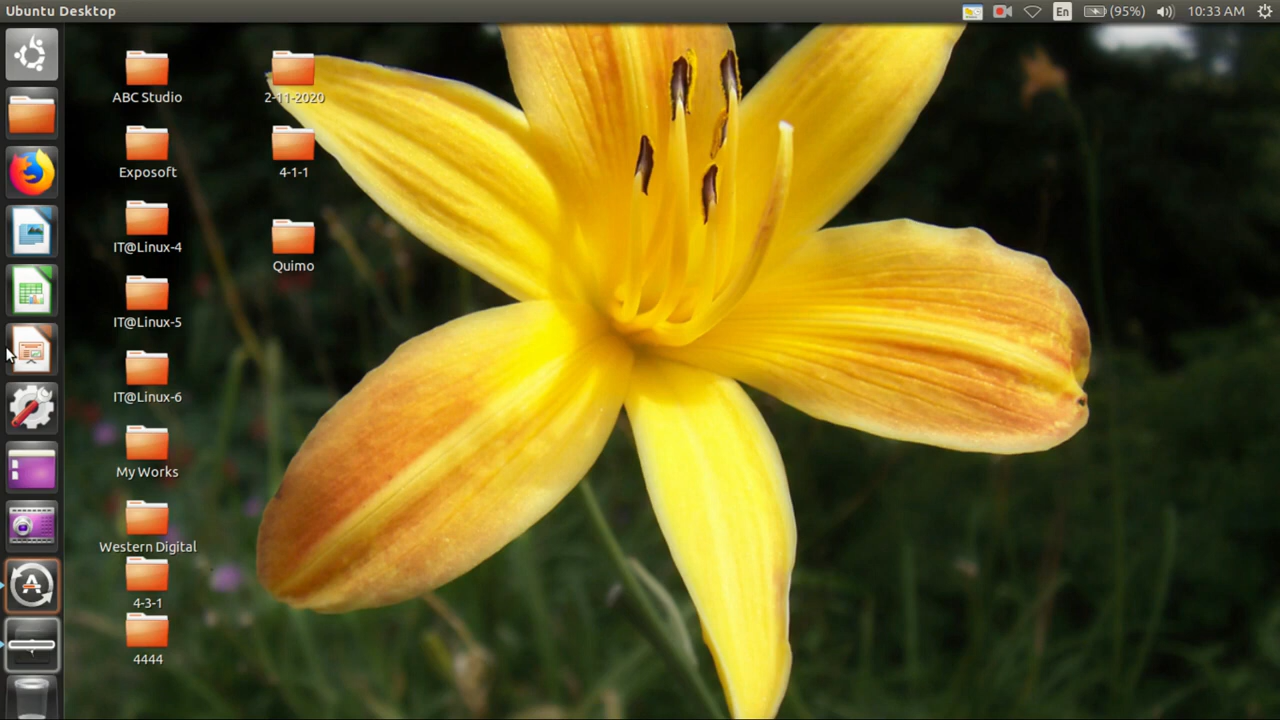 Ubuntu Desktop
En
(95%)
10:33 AM
ABC Studio
2-11-2020
Exposoft
4-1-1
IT@Linux-4
Quimo
IT@Linux-5
IT@Linux-6
My Works
Western Digital
4-3-1
4444